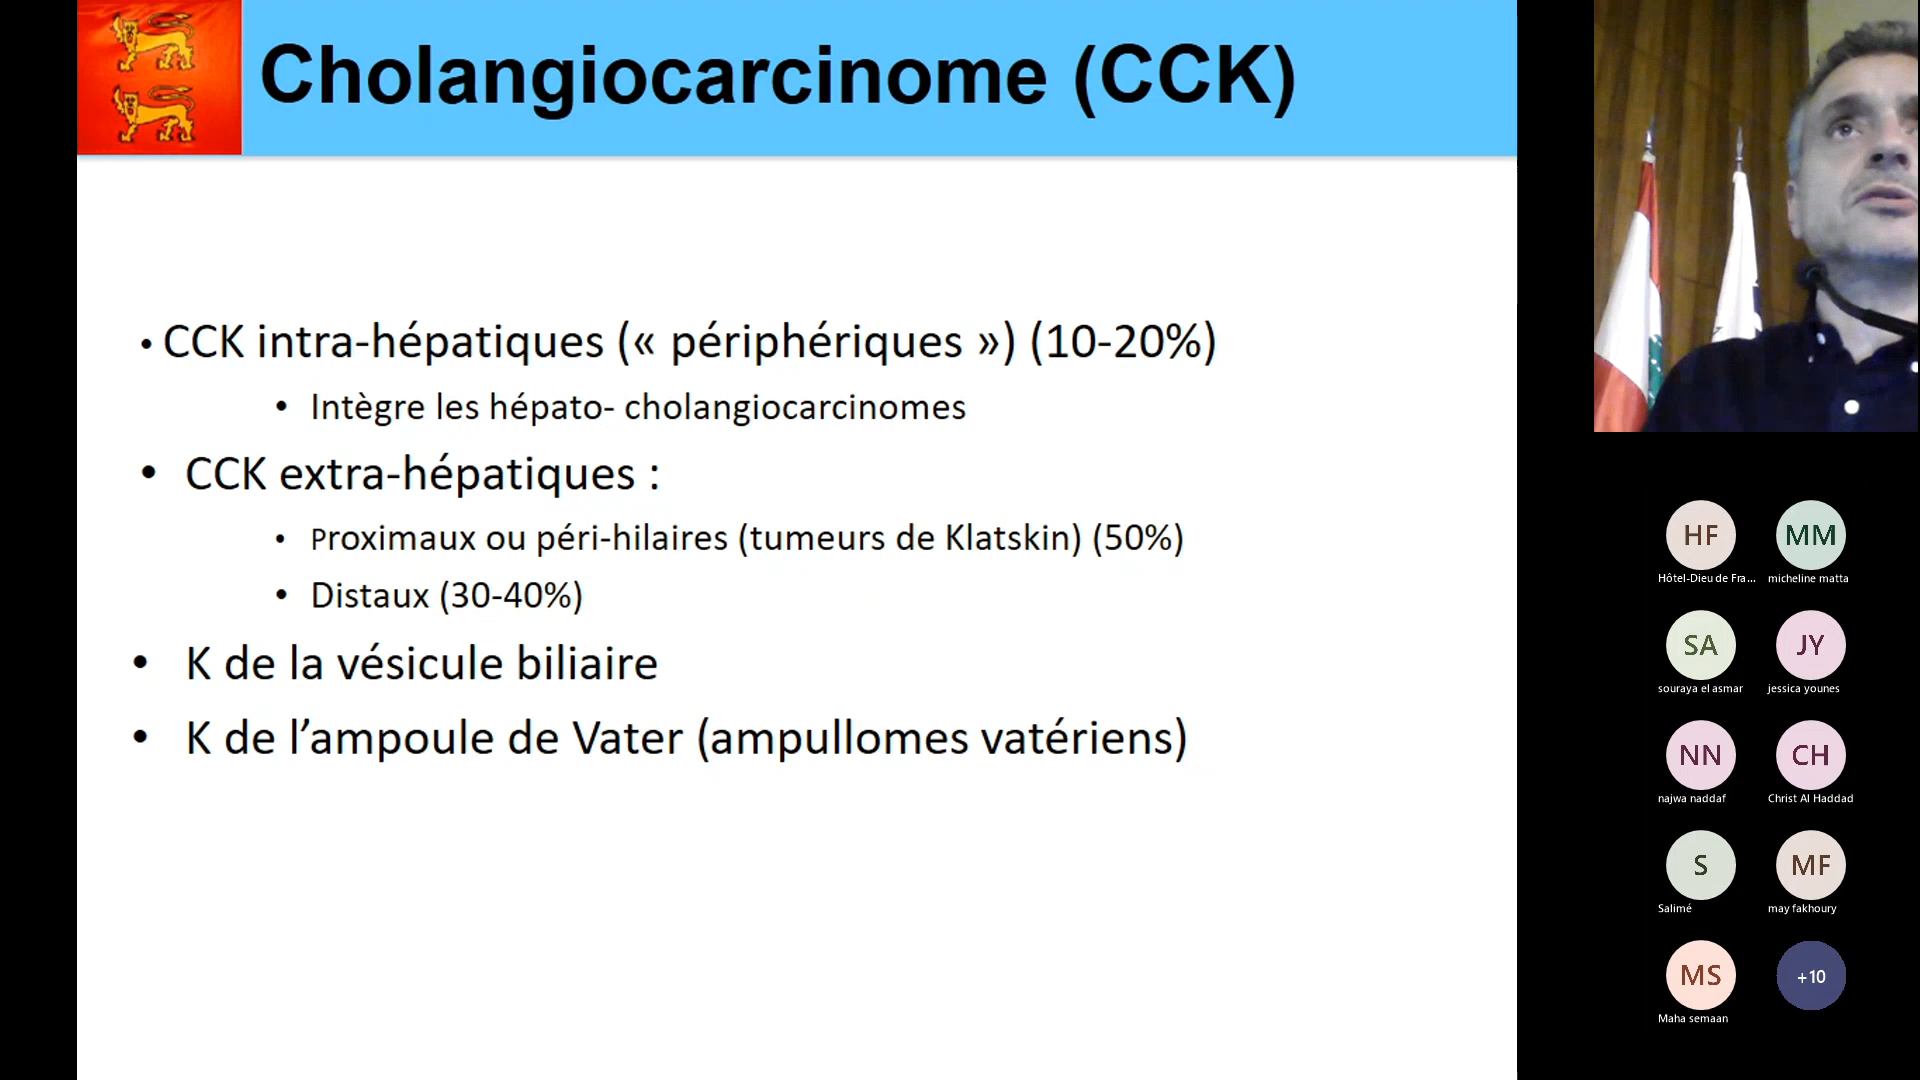 Cholangiocarcinome (CCK)
• CCK intra-hépatiques (« périphériques ») (10-20%)
• Intègre les hépato- cholangiocarcinomes
• CCK extra-hépatiques :
• Proximaux ou péri-hilaires (tumeurs de Klatskin) (50%)
• Distaux (30-40%)
• K de la vésicule biliaire
• K de l’ampoule de Vater (ampullomes vatériens)
HF
Hôtel-Dieu de Fra...
MM
micheline matta
SA
souraya el asmar
JY
jessica younes
NN
najwa naddaf
CH
Christ Al Haddad
S
Salimé
MF
may fakhoury
MS
Maha semaan
+10